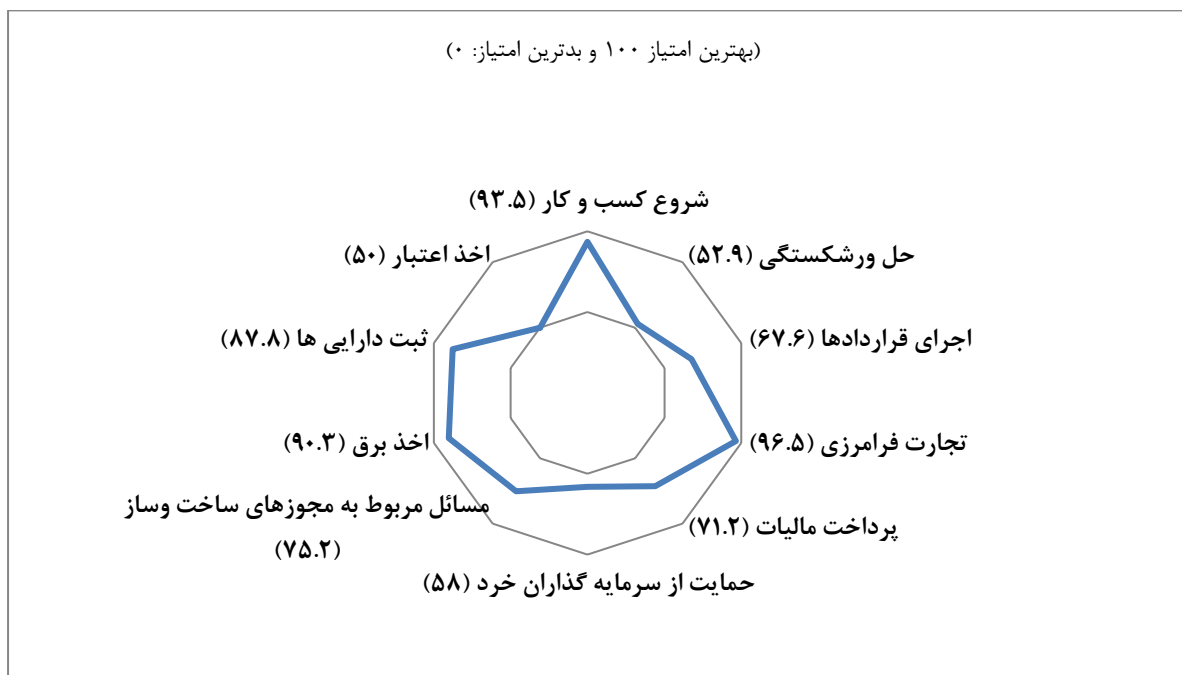 (بهترین امتیاز ۱۰۰ و بدترین امتیاز: ۰)
شروع کسب و کار (۹۳.۵)
حل ورشکستگی (۵۲.۹)
اخذ اعتبار (۵۰)
اجرای قراردادها (۶۷.۶)
ثبت دارایی ها (۸۷.۸)
تجارت فرامرزی (۹۶.۵)
اخذ برق (۹۰.۳)
پرداخت مالیات (۷۱.۲)
مسائل مربوط به مجوزهای ساخت وساز
(۷۵.۲)
حمایت از سرمایه گذاران خرد (۵۸)